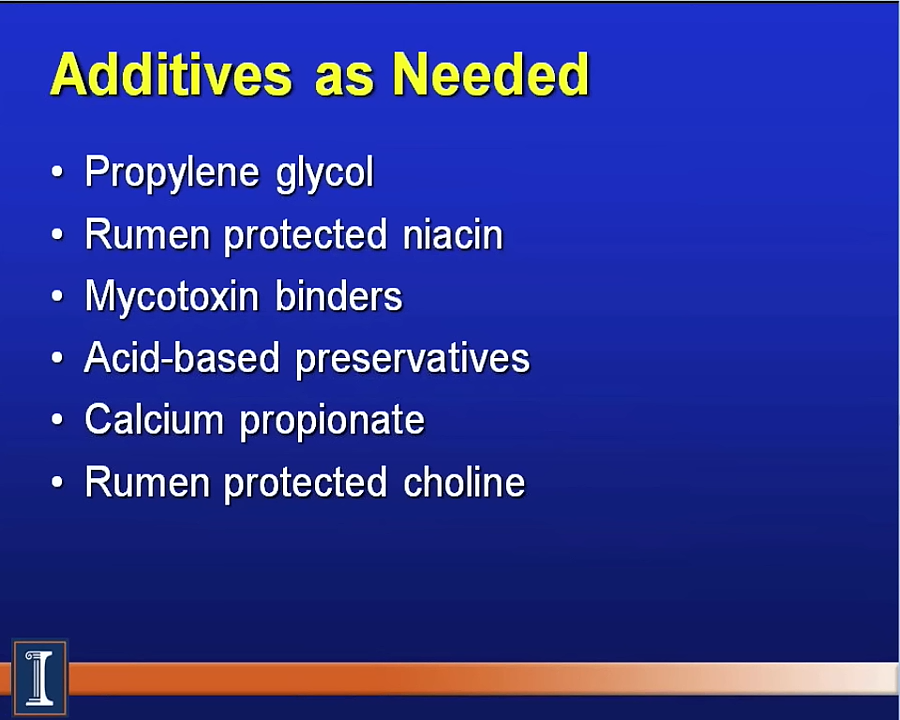 Additives as Needed
• Propylene glycol
• Rumen protected niacin
• Mycotoxin binders
• Acid-based preservatives
• Calcium propionate
• Rumen protected choline
I